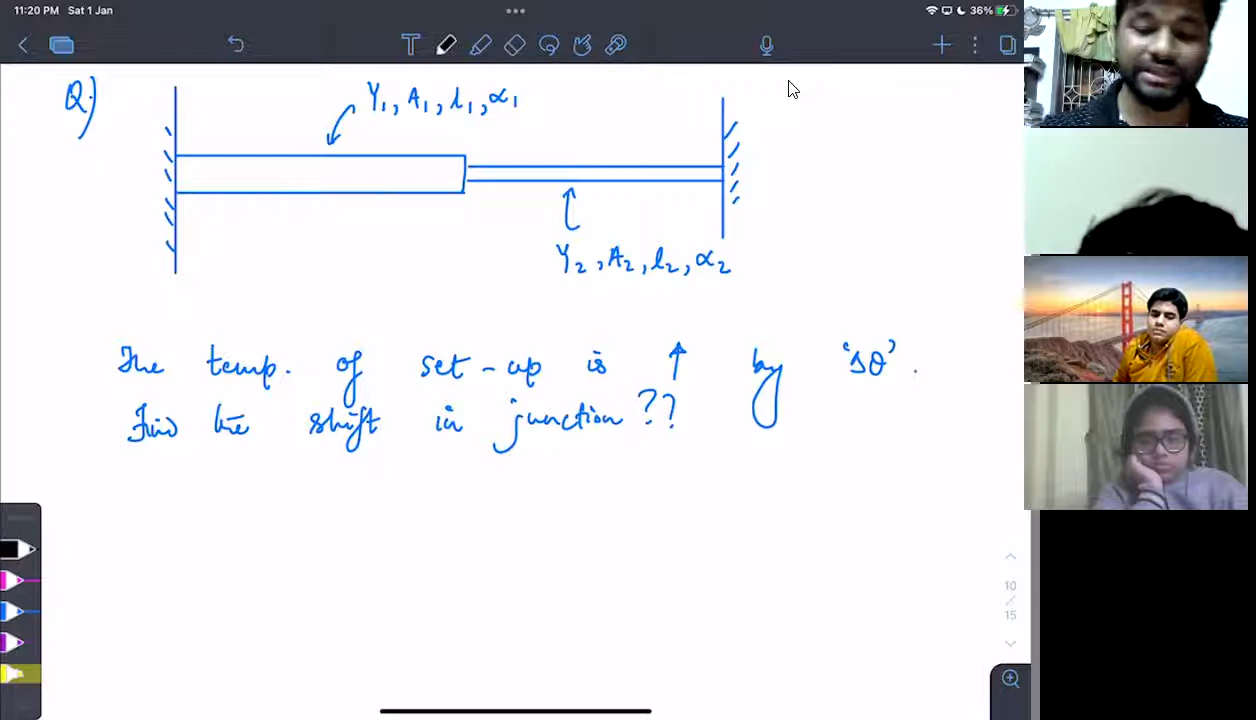 11:20 PM Sat 1 Jan
36%
Q)
Y₁, A₁, l₁, α₁
Y₂, A₂, l₂, α₂
The temp. of set-up is ↑ by 'Δθ'.
Find the shift in junction ??
10
15